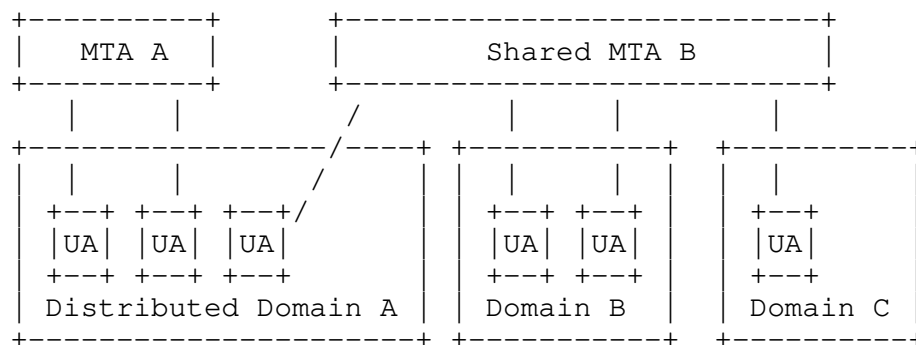 MTA A Shared MTA B
UA UA UA UA UA UA
Distributed Domain A Domain B Domain C